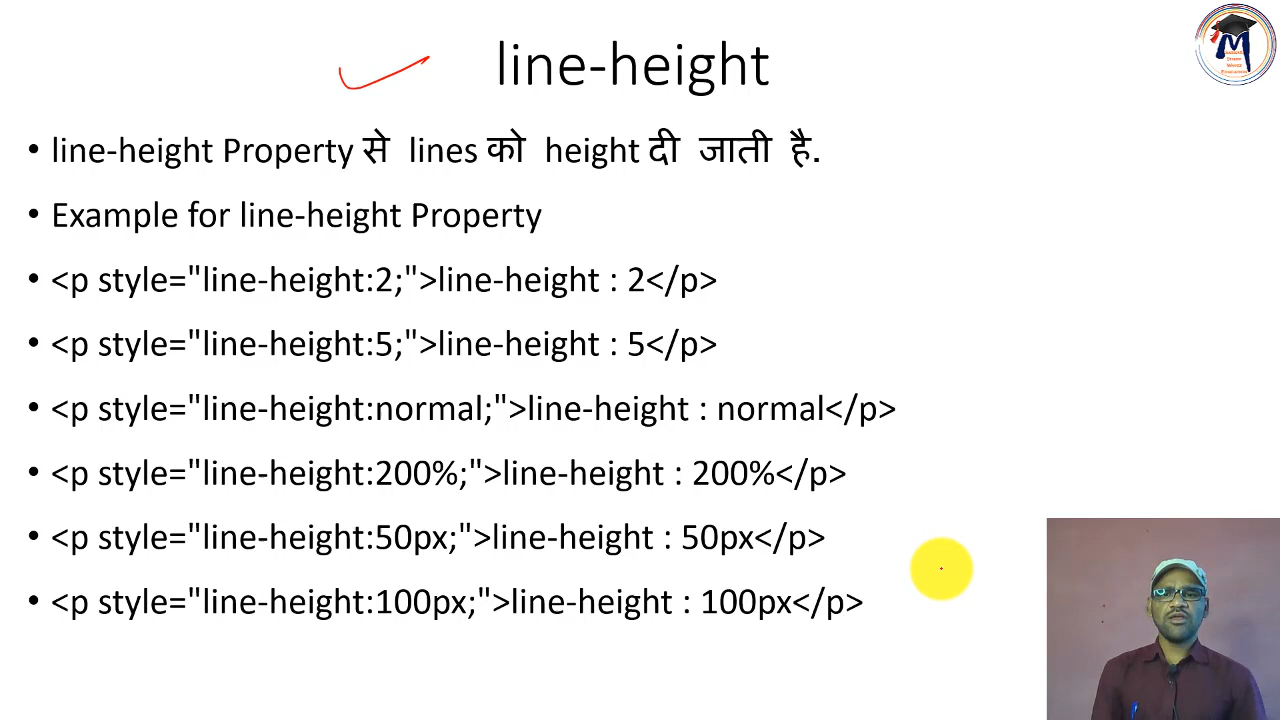 line-height
• line-height Property से lines को height दी जाती है.
• Example for line-height Property
• <p style="line-height:2;">line-height : 2</p>
• <p style="line-height:5;">line-height : 5</p>
• <p style="line-height:normal;">line-height : normal</p>
• <p style="line-height:200%;">line-height : 200%</p>
• <p style="line-height:50px;">line-height : 50px</p>
• <p style="line-height:100px;">line-height : 100px</p>